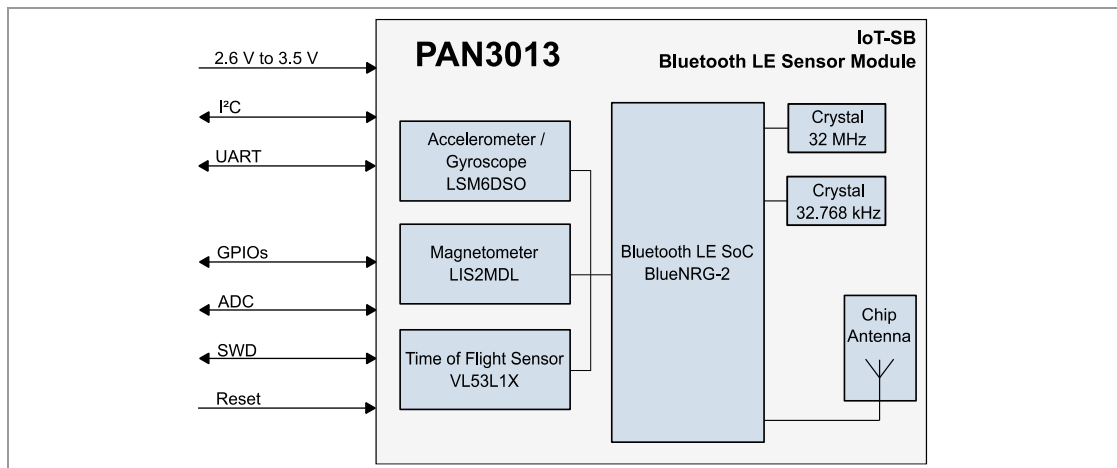 PAN3013
IoT-SB
Bluetooth LE Sensor Module
2.6 V to 3.5 V
I²C
UART
GPIOs
ADC
SWD
Reset
Accelerometer /
Gyroscope
LSM6DSO
Magnetometer
LIS2MDL
Time of Flight Sensor
VL53L1X
Bluetooth LE SoC
BlueNRG-2
Crystal
32 MHz
Crystal
32.768 kHz
Chip
Antenna